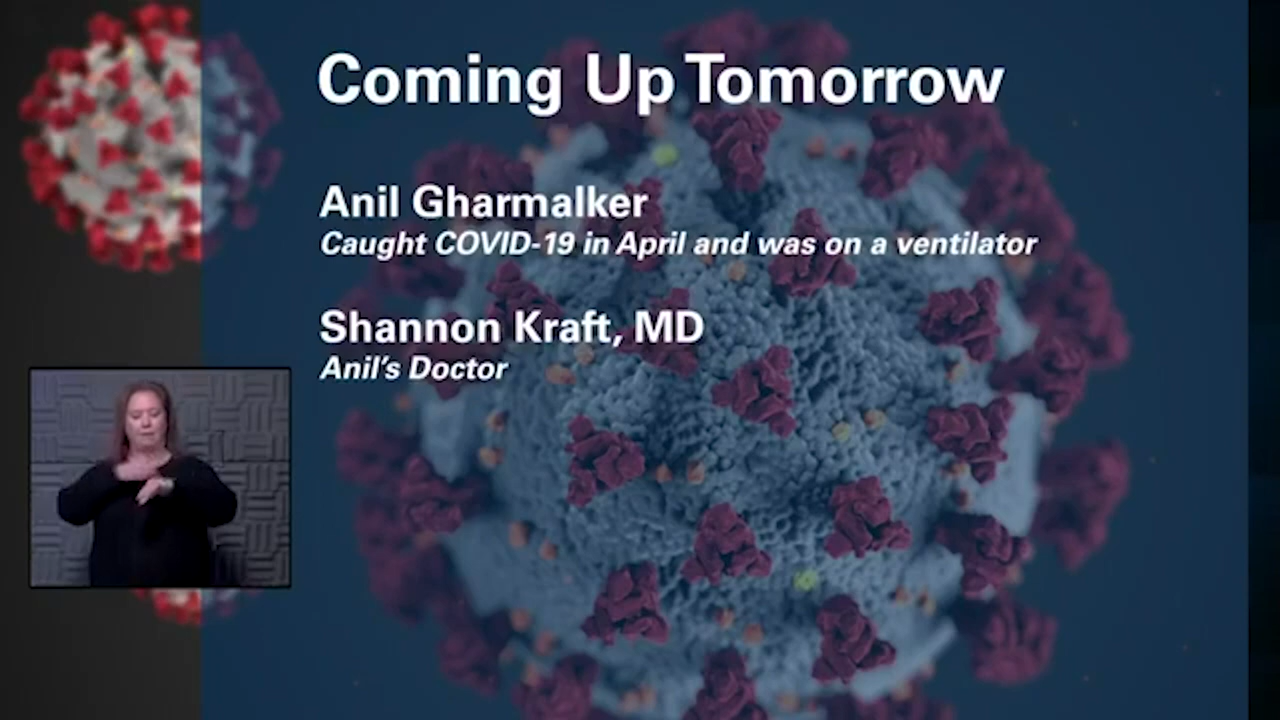 Coming Up Tomorrow
Anil Gharmalker
Caught COVID-19 in April and was on a ventilator
Shannon Kraft, MD
Anil's Doctor